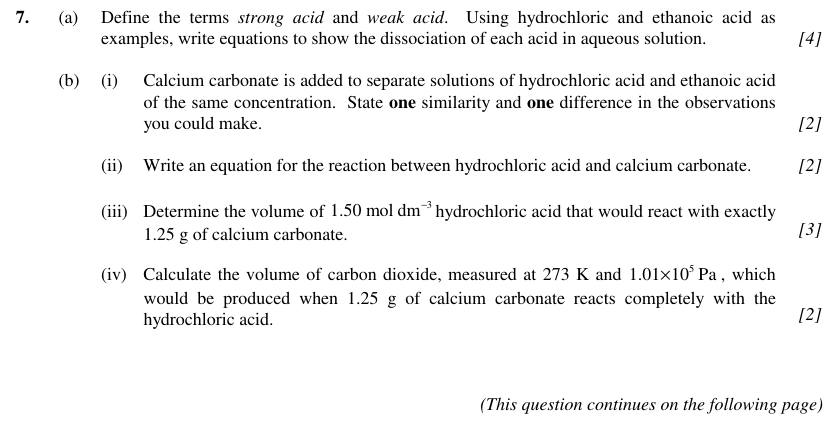 7. (a) Define the terms strong acid and weak acid. Using hydrochloric and ethanoic acid as
examples, write equations to show the dissociation of each acid in aqueous solution. [4]
(b) (i) Calcium carbonate is added to separate solutions of hydrochloric acid and ethanoic acid
of the same concentration. State one similarity and one difference in the observations
you could make. [2]
(ii) Write an equation for the reaction between hydrochloric acid and calcium carbonate. [2]
(iii) Determine the volume of 1.50 mol dm⁻³ hydrochloric acid that would react with exactly
1.25 g of calcium carbonate. [3]
(iv) Calculate the volume of carbon dioxide, measured at 273 K and 1.01×10⁵ Pa , which
would be produced when 1.25 g of calcium carbonate reacts completely with the
hydrochloric acid. [2]
(This question continues on the following page)